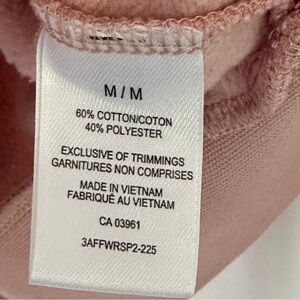 M / M
60% COTTON/COTON
40% POLYESTER
EXCLUSIVE OF TRIMMINGS
GARNITURES NON COMPRISES
MADE IN VIETNAM
FABRIQUÉ AU VIETNAM
CA 03961
3AFFWRSP2-225